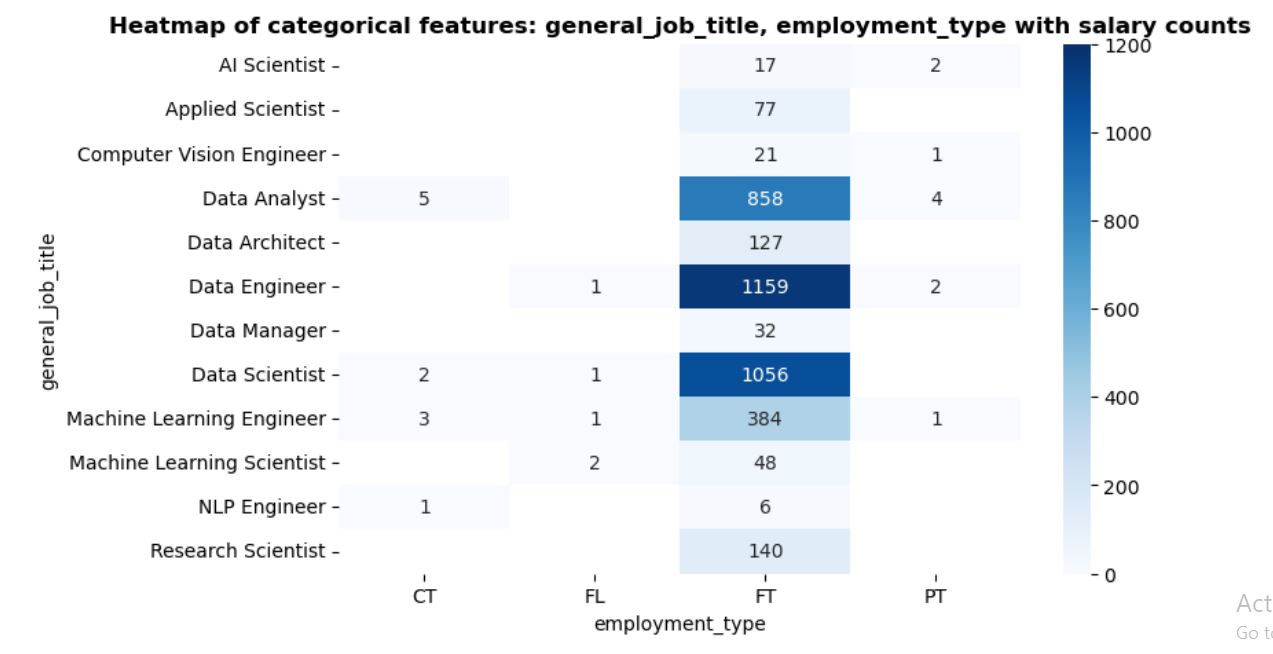 Heatmap of categorical features: general_job_title, employment_type with salary counts
general_job_title
AI Scientist 17 2
Applied Scientist 77
Computer Vision Engineer 21 1
Data Analyst 5 858 4
Data Architect 127
Data Engineer 1 1159 2
Data Manager 32
Data Scientist 2 1 1056
Machine Learning Engineer 3 1 384 1
Machine Learning Scientist 2 48
NLP Engineer 1 6
Research Scientist 140
CT FL FT PT
employment_type
1200
1000
800
600
400
200
0
Act
Go to